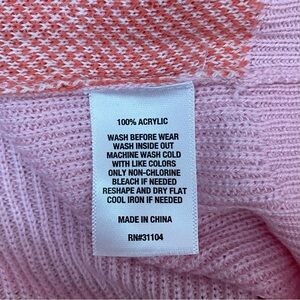 100% ACRYLIC
WASH BEFORE WEAR
WASH INSIDE OUT
MACHINE WASH COLD
WITH LIKE COLORS
ONLY NON-CHLORINE
BLEACH IF NEEDED
RESHAPE AND DRY FLAT
COOL IRON IF NEEDED
MADE IN CHINA
RN#31104